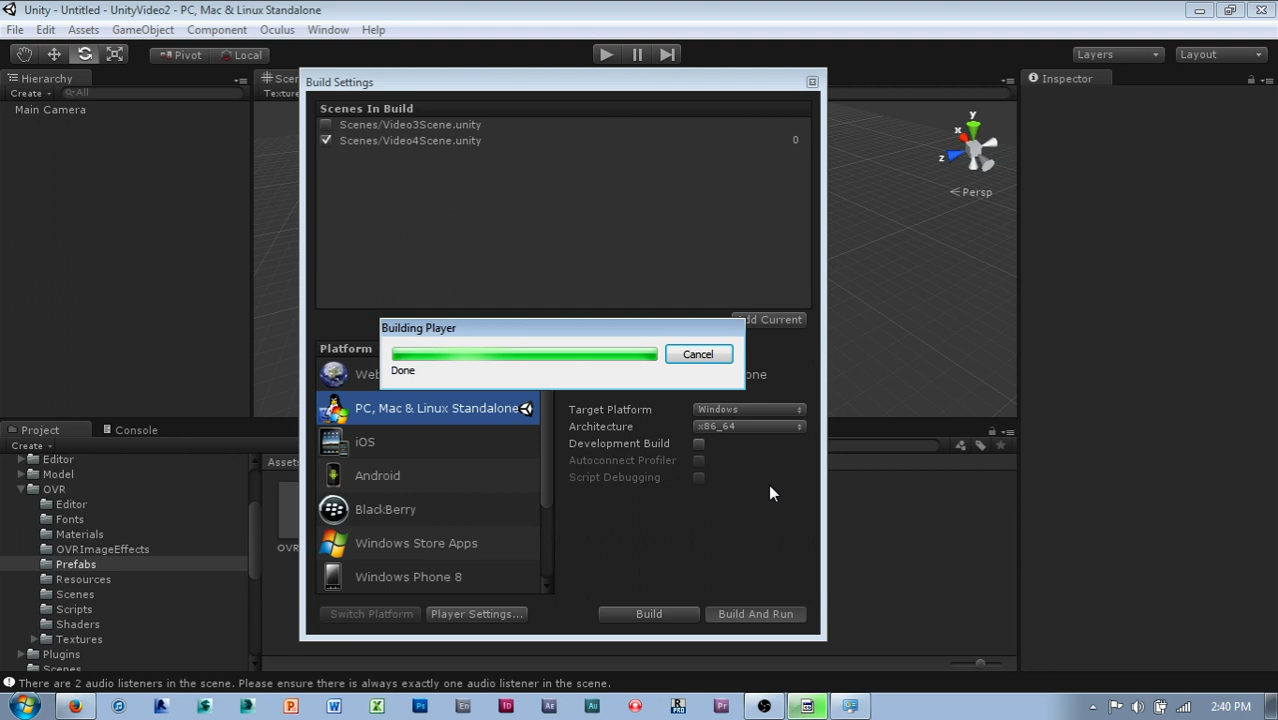 Unity - Untitled - UnityVideo2 - PC, Mac & Linux Standalone
File Edit Assets GameObject Component Oculus Window Help
Pivot Local Layers Layout
Hierarchy
Create All
Main Camera
Inspector
Build Settings
Scenes In Build
Scenes/Video3Scene.unity
Scenes/Video4Scene.unity 0
y
x
z
Persp
Building Player
Cancel
Done
Platform
PC, Mac & Linux Standalone
iOS
Android
BlackBerry
Windows Store Apps
Windows Phone 8
Target Platform Windows
Architecture x86_64
Development Build
Autoconnect Profiler
Script Debugging
Switch Platform Player Settings... Build Build And Run
Project Console
Create
Editor
Model
OVR
Editor
Fonts
Materials
OVRImageEffects
Prefabs
Resources
Scenes
Scripts
Shaders
Textures
Plugins
There are 2 audio listeners in the scene. Please ensure there is always exactly one audio listener in the scene.
2:40 PM